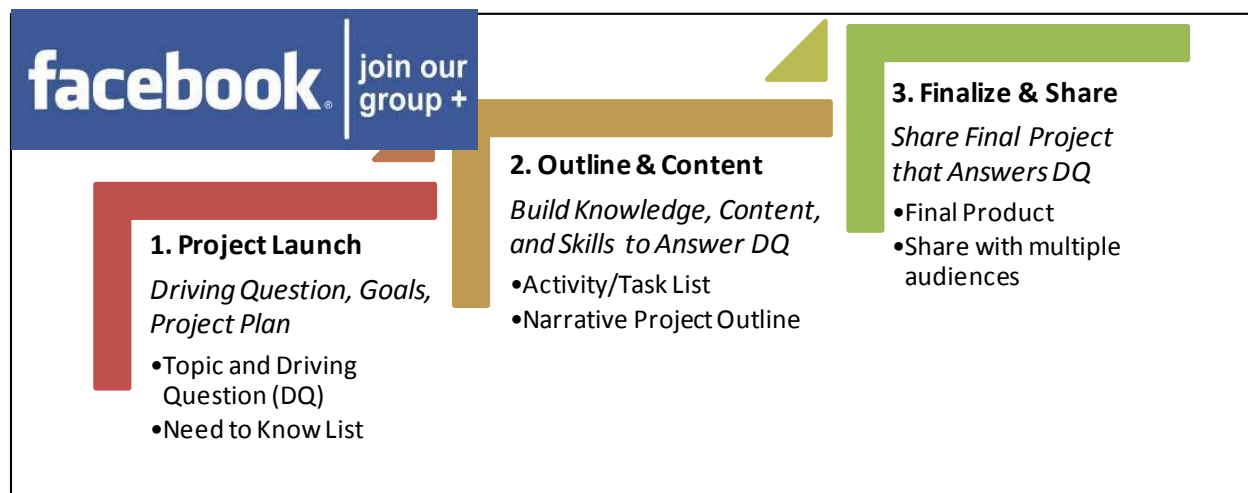 facebook®
join our
group +
1. Project Launch
Driving Question, Goals,
Project Plan
•Topic and Driving
Question (DQ)
•Need to Know List
2. Outline & Content
Build Knowledge, Content,
and Skills to Answer DQ
•Activity/Task List
•Narrative Project Outline
3. Finalize & Share
Share Final Project
that Answers DQ
•Final Product
•Share with multiple
audiences